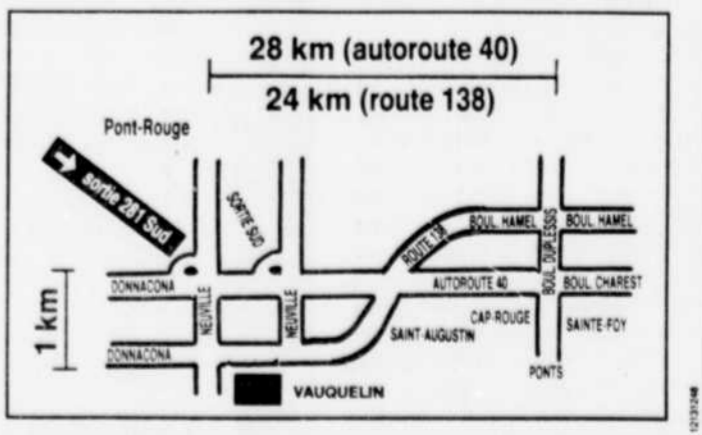 28 km (autoroute 40)
24 km (route 138)
Pont-Rouge
sortie 281 Sud
SORTIE SUD
ROUTE 138
BOUL. HAMEL
BOUL. DUPLESSIS
BOUL. HAMEL
DONNACONA
NEUVILLE
NEUVILLE
AUTOROUTE 40
BOUL. CHAREST
1 km
CAP-ROUGE
SAINTE-FOY
SAINT-AUGUSTIN
DONNACONA
PONTS
VAUQUELIN
12131248